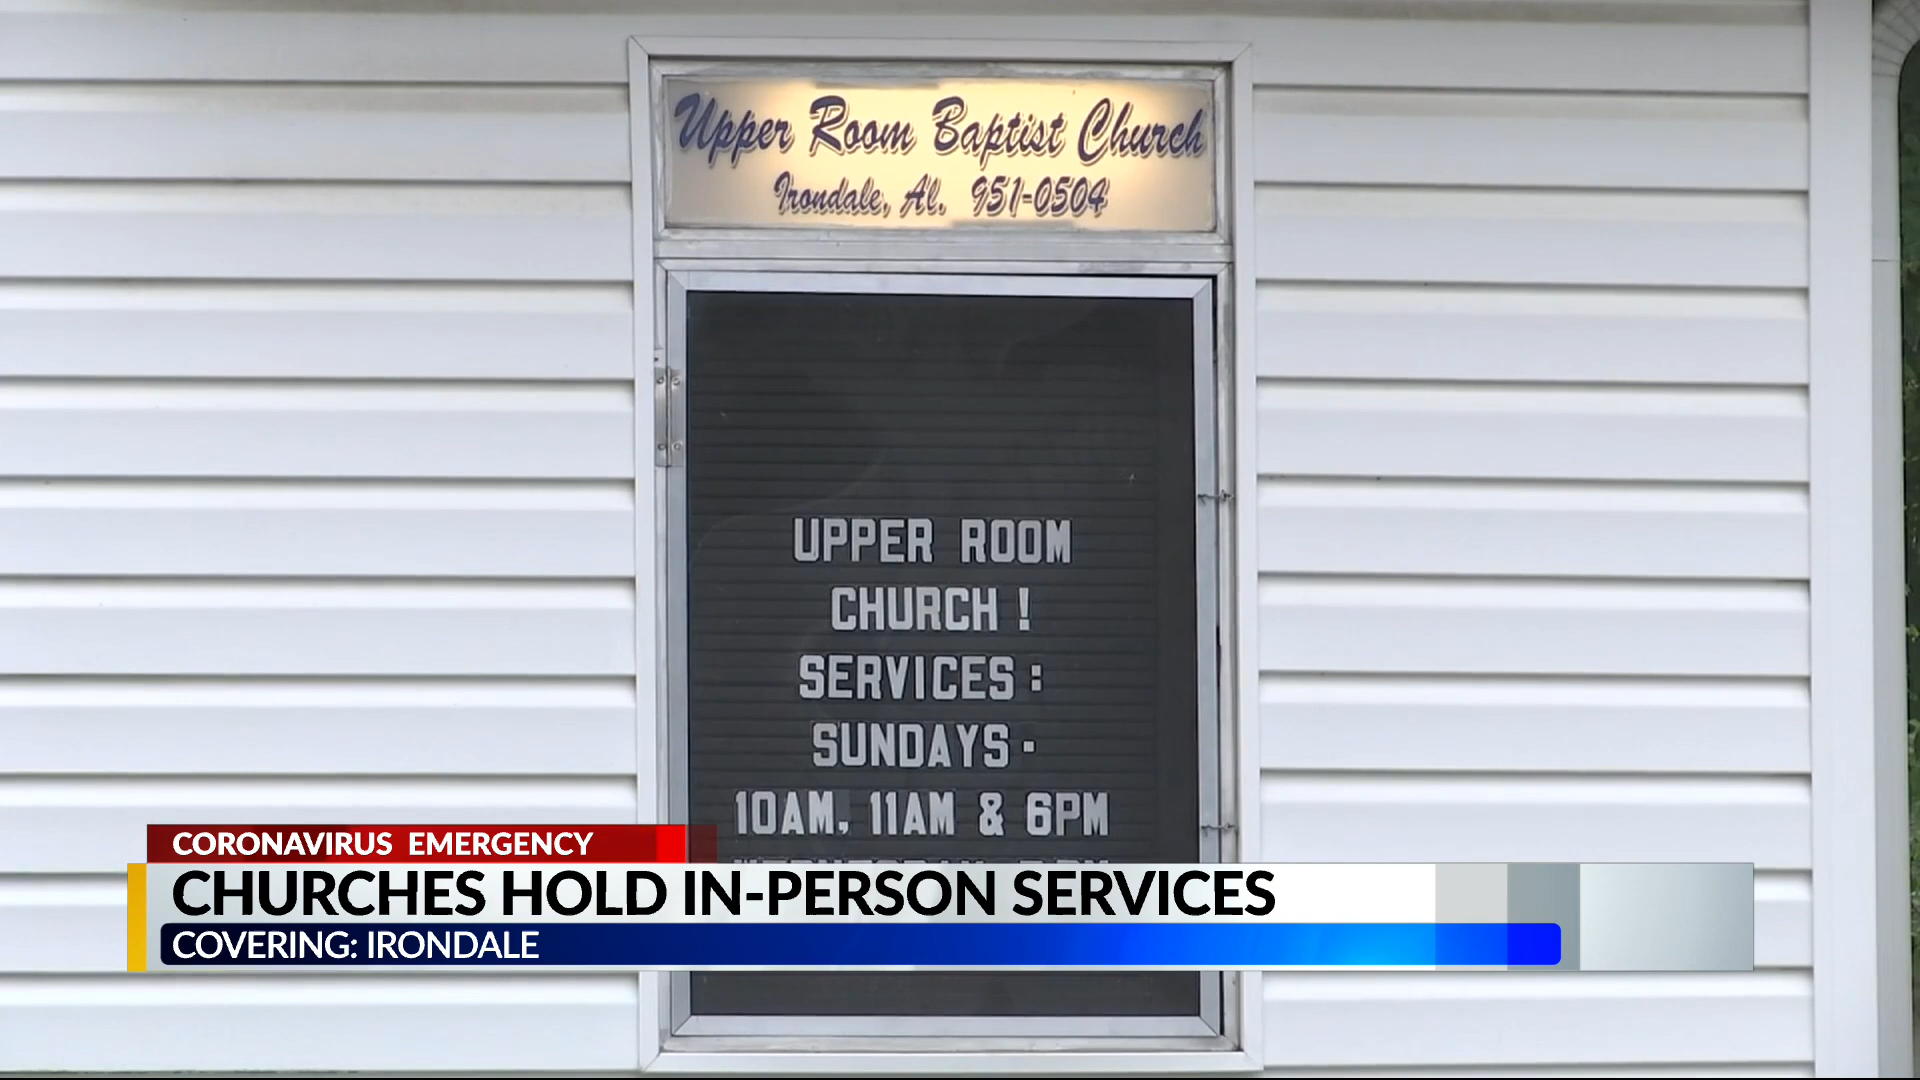 Upper Room Baptist Church
Irondale, Al. 951-0504
UPPER ROOM
CHURCH !
SERVICES :
SUNDAYS -
10AM, 11AM & 6PM
CORONAVIRUS EMERGENCY
CHURCHES HOLD IN-PERSON SERVICES
COVERING: IRONDALE